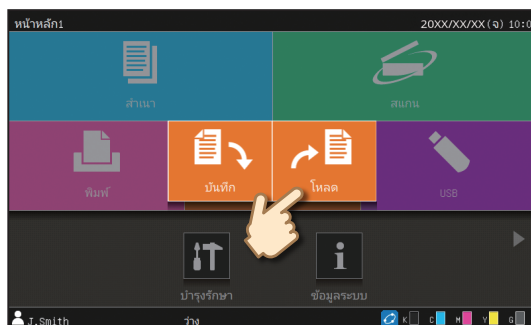 หน้าหลัก1 20XX/XX/XX(จ) 10:0
สำเนา สแกน
พิมพ์ บันทึก โหลด USB
บำรุงรักษา ข้อมูลระบบ
J.Smith ว่าง K C M Y G